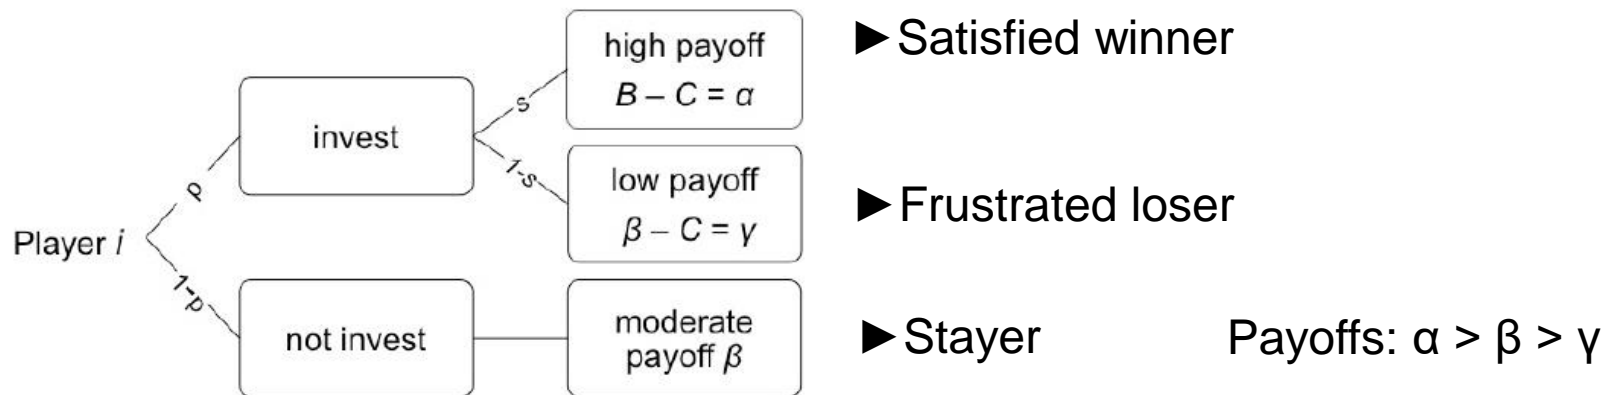 high payoff
B – C = α
►Satisfied winner
s
invest
1-s
low payoff
β – C = γ
►Frustrated loser
p
Player i
1-p
not invest
moderate
payoff β
►Stayer
Payoffs: α > β > γ